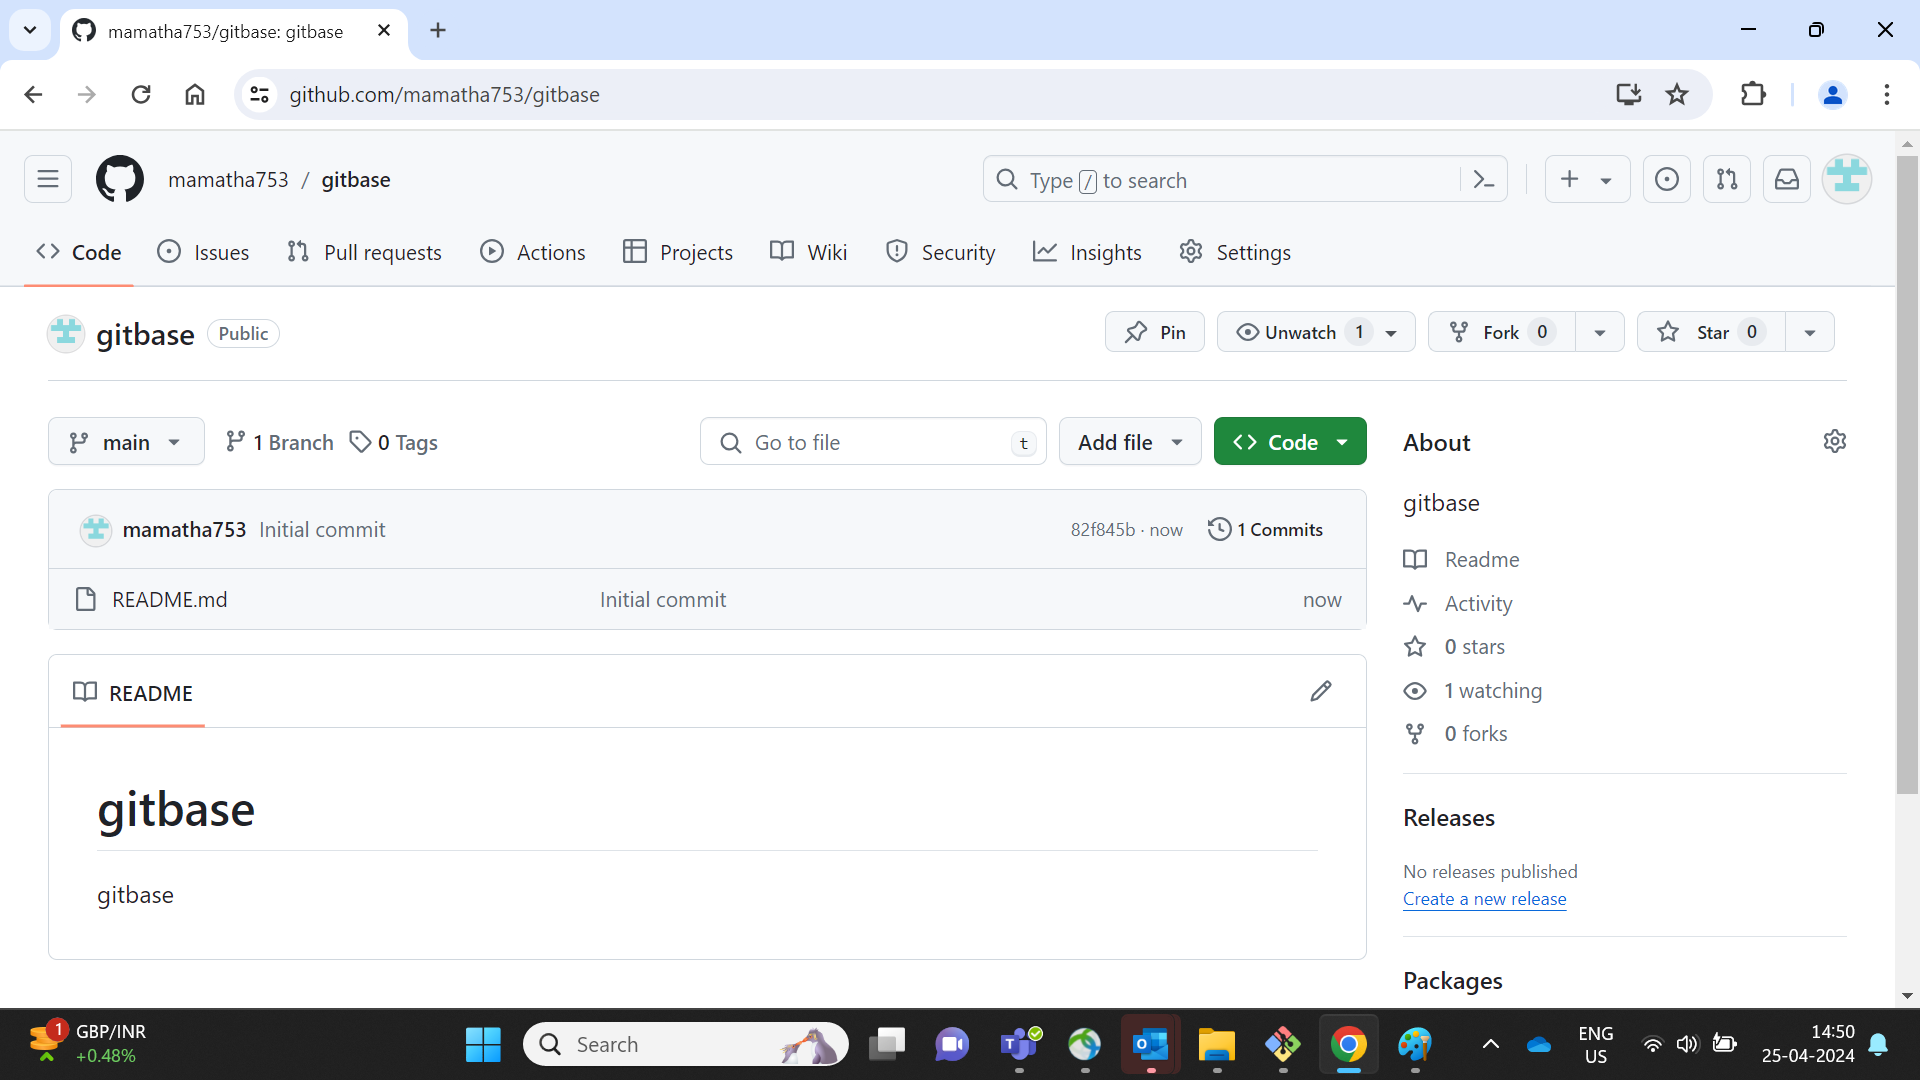 mamatha753/gitbase: gitbase
github.com/mamatha753/gitbase
mamatha753 / gitbase
Type / to search
Code Issues Pull requests Actions Projects Wiki Security Insights Settings
gitbase Public
Pin Unwatch 1 Fork 0 Star 0
main 1 Branch 0 Tags Go to file t Add file Code
About
gitbase
mamatha753 Initial commit 82f845b · now 1 Commits
README.md Initial commit now
Readme
Activity
0 stars
1 watching
0 forks
README
gitbase
gitbase
Releases
No releases published
Create a new release
Packages
1 GBP/INR
+0.48%
Search
ENG
US
14:50
25-04-2024